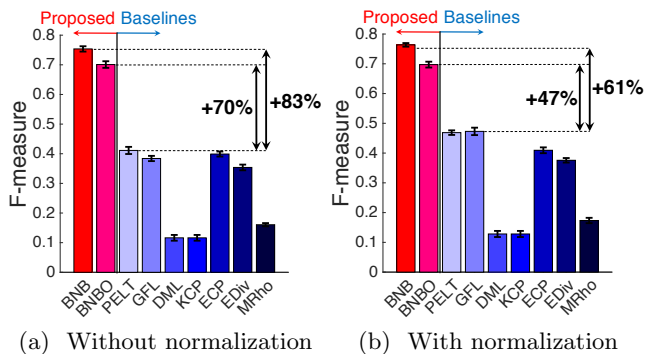 Proposed Baselines
F-measure
0.8
0.7
0.6
0.5
0.4
0.3
0.2
0.1
0
+70%
+83%
BNB
BNBO
PELT
GFL
DML
KCP
ECP
EDiv
MRho
(a) Without normalization
Proposed Baselines
F-measure
0.8
0.7
0.6
0.5
0.4
0.3
0.2
0.1
0
+47%
+61%
BNB
BNBO
PELT
GFL
DML
KCP
ECP
EDiv
MRho
(b) With normalization